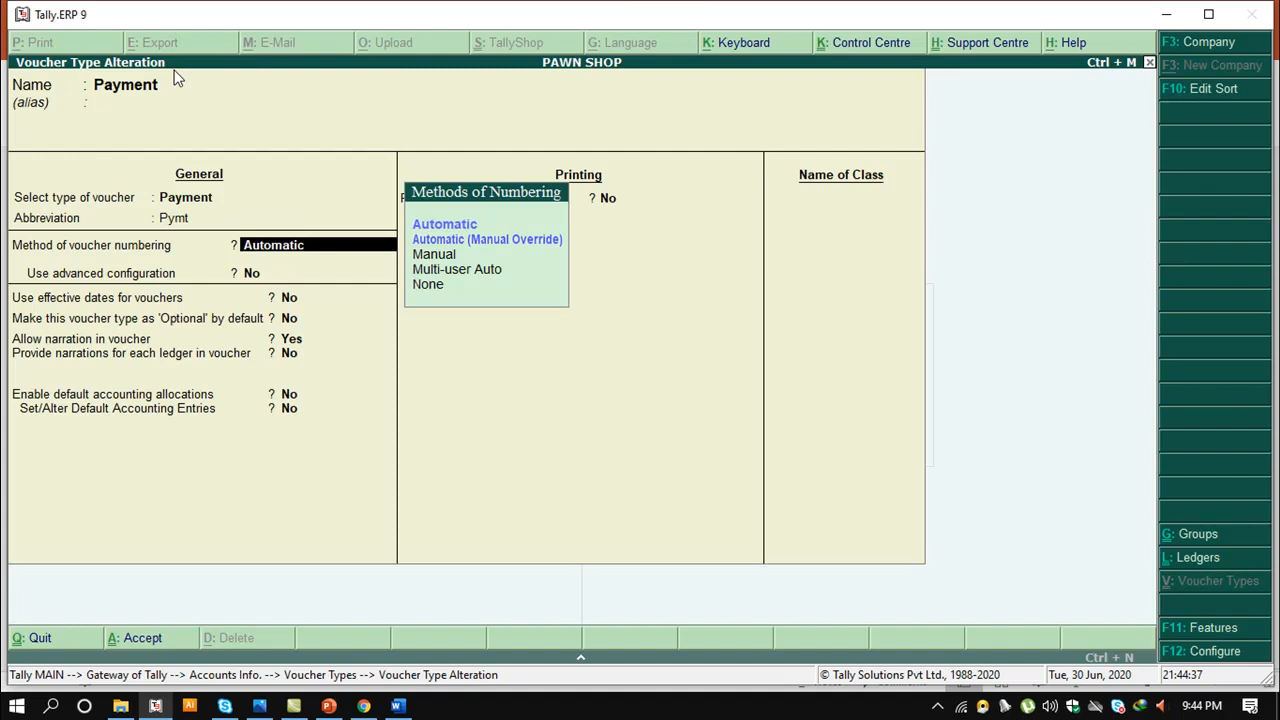 Tally.ERP 9
P: Print E: Export M: E-Mail O: Upload S: TallyShop G: Language K: Keyboard K: Control Centre H: Support Centre H: Help
F3: Company
Voucher Type Alteration PAWN SHOP Ctrl + M
F3: New Company
Name : Payment
F10: Edit Sort
(alias) :
General
Printing
Name of Class
Methods of Numbering
Select type of voucher : Payment
? No
Abbreviation : Pymt
Automatic
Automatic (Manual Override)
Method of voucher numbering ? Automatic
Manual
Multi-user Auto
Use advanced configuration ? No
None
Use effective dates for vouchers ? No
Make this voucher type as 'Optional' by default ? No
Allow narration in voucher ? Yes
Provide narrations for each ledger in voucher ? No
Enable default accounting allocations ? No
Set/Alter Default Accounting Entries ? No
G: Groups
L: Ledgers
V: Voucher Types
F11: Features
Q: Quit A: Accept D: Delete
F12: Configure
Ctrl + N
Tally MAIN --> Gateway of Tally --> Accounts Info. --> Voucher Types --> Voucher Type Alteration © Tally Solutions Pvt Ltd., 1988-2020 Tue, 30 Jun, 2020 21:44:37
9:44 PM